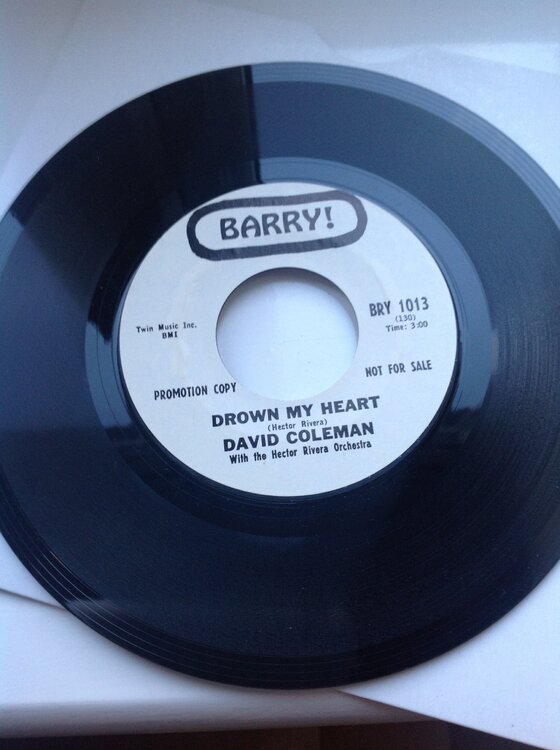 BARRY!
BRY 1013
(130)
Time: 3:00
Twin Music Inc.
BMI
PROMOTION COPY
NOT FOR SALE
DROWN MY HEART
(Hector Rivera)
DAVID COLEMAN
With the Hector Rivera Orchestra